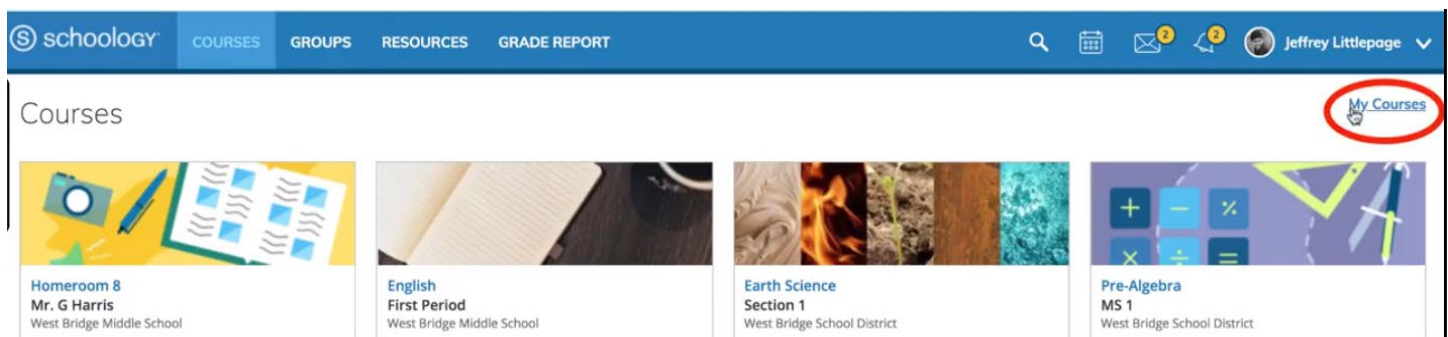 schoology COURSES GROUPS RESOURCES GRADE REPORT 2 2 Jeffrey Littlepage
Courses My Courses
Homeroom 8
Mr. G Harris
West Bridge Middle School
English
First Period
West Bridge Middle School
Earth Science
Section 1
West Bridge School District
Pre-Algebra
MS 1
West Bridge School District